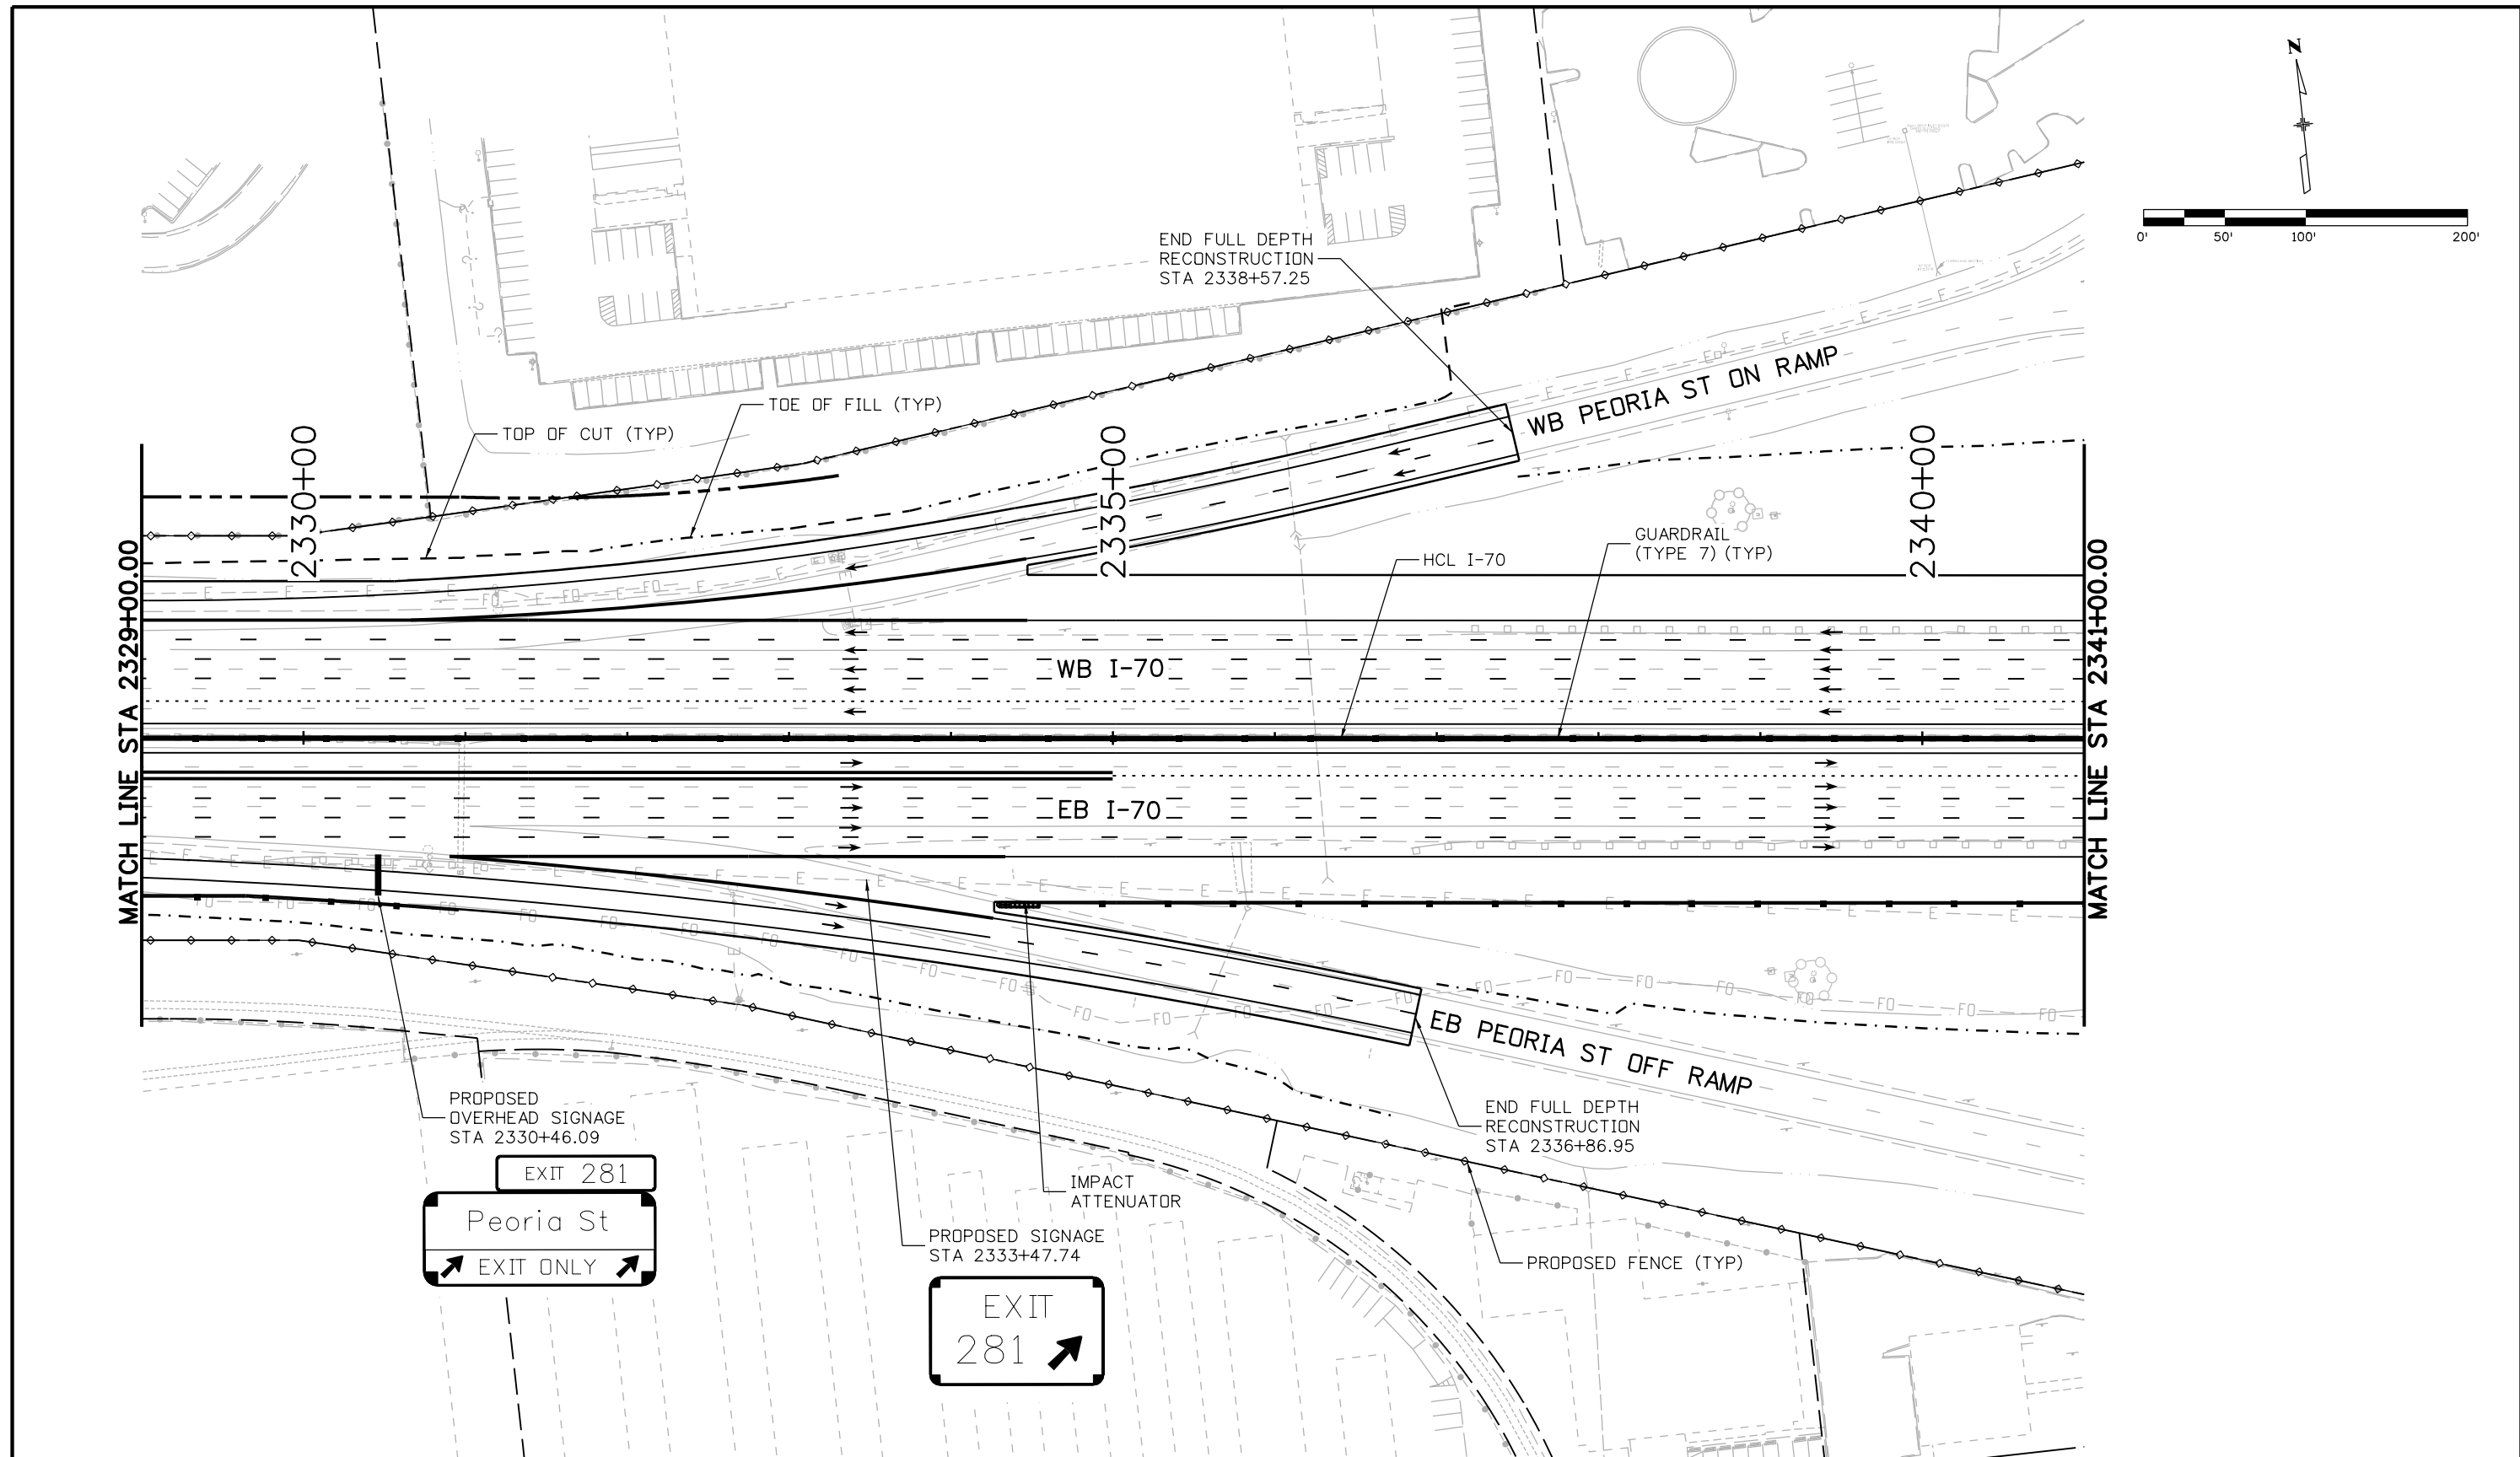 N
0' 50' 100' 200'
END FULL DEPTH
RECONSTRUCTION
STA 2338+57.25
WB PEORIA ST ON RAMP
TOE OF FILL (TYP)
TOP OF CUT (TYP)
2330+00
2335+00
2340+00
GUARDRAIL
(TYPE 7) (TYP)
HCL I-70
MATCH LINE STA 2329+00.00
MATCH LINE STA 2341+00.00
WB I-70
EB I-70
EB PEORIA ST OFF RAMP
PROPOSED
OVERHEAD SIGNAGE
STA 2330+46.09
EXIT 281
Peoria St
EXIT ONLY
END FULL DEPTH
RECONSTRUCTION
STA 2336+86.95
IMPACT
ATTENUATOR
PROPOSED SIGNAGE
STA 2333+47.74
EXIT
281
PROPOSED FENCE (TYP)